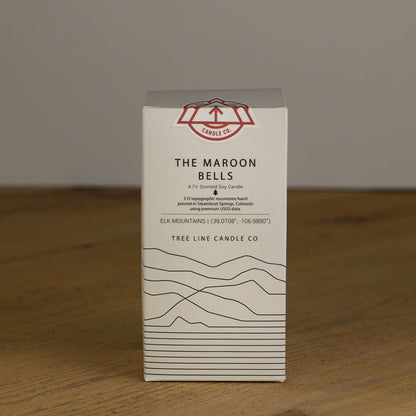 CANDLE CO.
THE MAROON
BELLS
A Fir Scented Soy Candle
3-D topographic mountains hand
poured in Steamboat Springs, Colorado
using premium USGS data.
ELK MOUNTAINS | (39.0708°, -106.9890°)
TREE LINE CANDLE CO